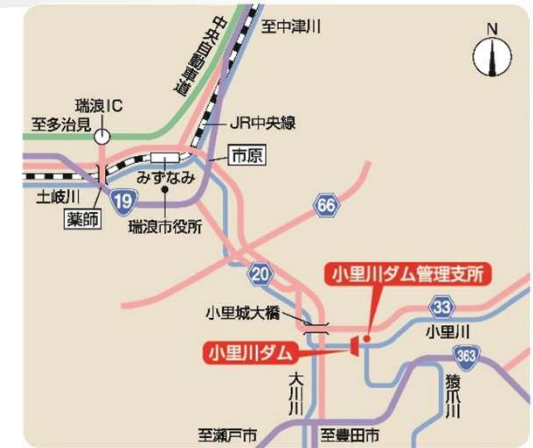 至中津川
N
中央自動車道
瑞浪IC
至多治見
JR中央線
市原
みずなみ
土岐川
19
薬師
瑞浪市役所
66
20
小里川ダム管理支所
33
小里城大橋
小里川
小里川ダム
363
大川川
猿爪川
至瀬戸市
至豊田市